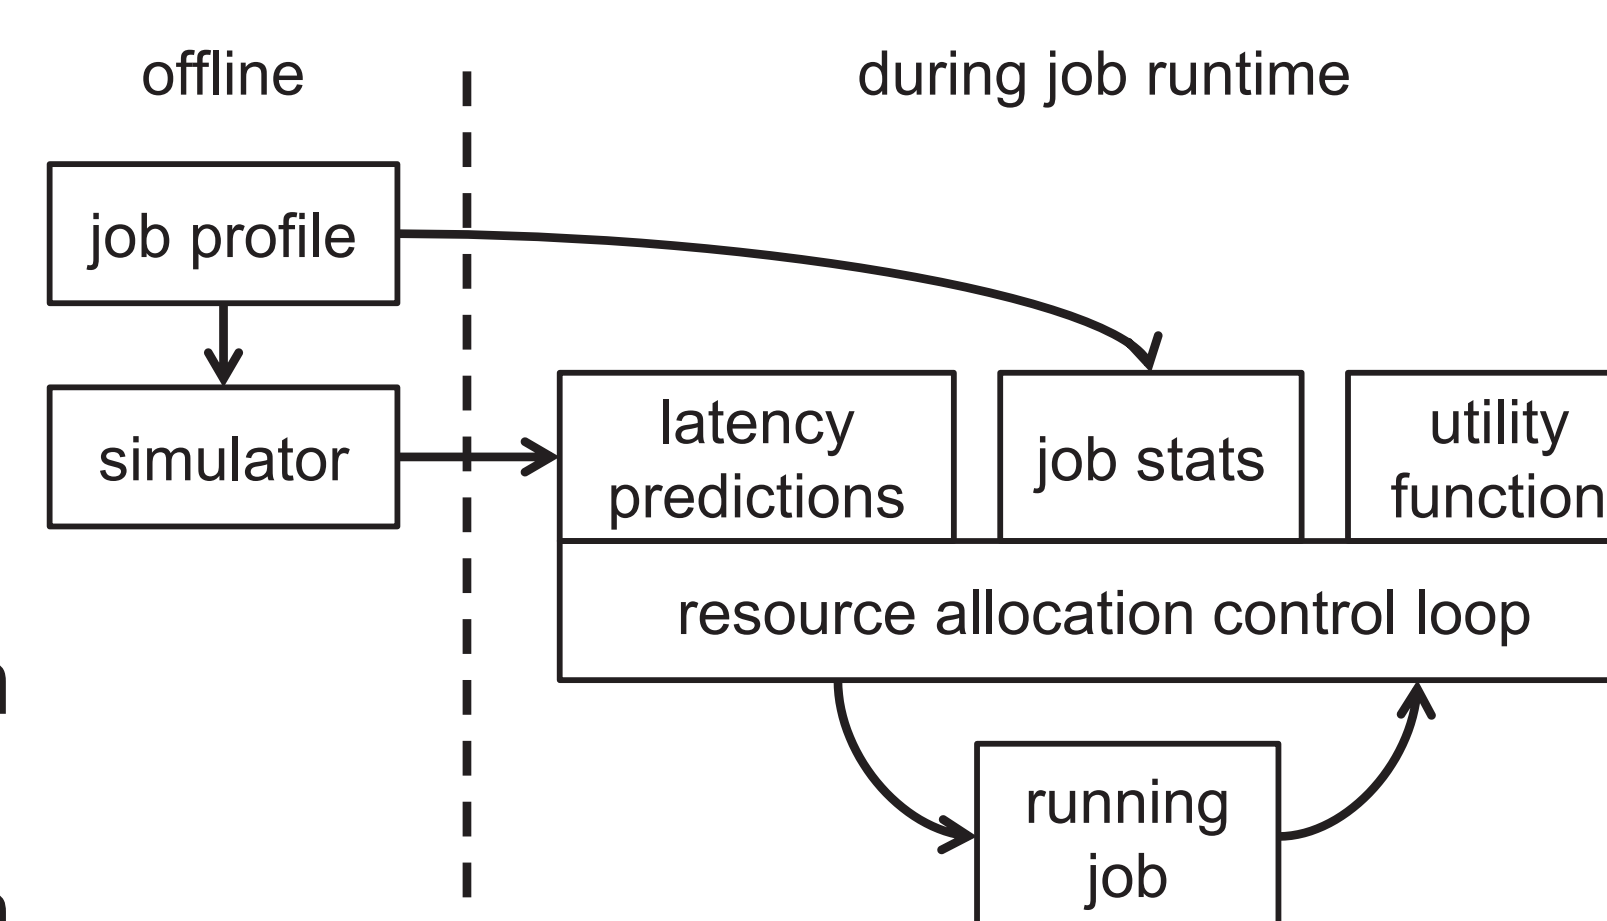 offline
during job runtime
job profile
simulator
latency
predictions
job stats
utility
function
resource allocation control loop
running
job